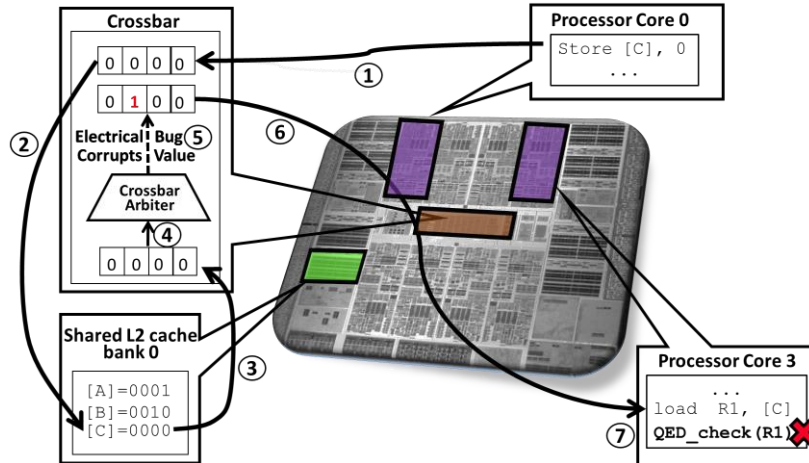 Crossbar
0 0 0 0
0 1 0 0
Electrical Bug
Corrupts Value
Crossbar
Arbiter
0 0 0 0
①
②
③
④
⑤
⑥
⑦
Processor Core 0
Store [C], 0
...
Shared L2 cache
bank 0
[A]=0001
[B]=0010
[C]=0000
Processor Core 3
...
load R1, [C]
QED_check(R1)